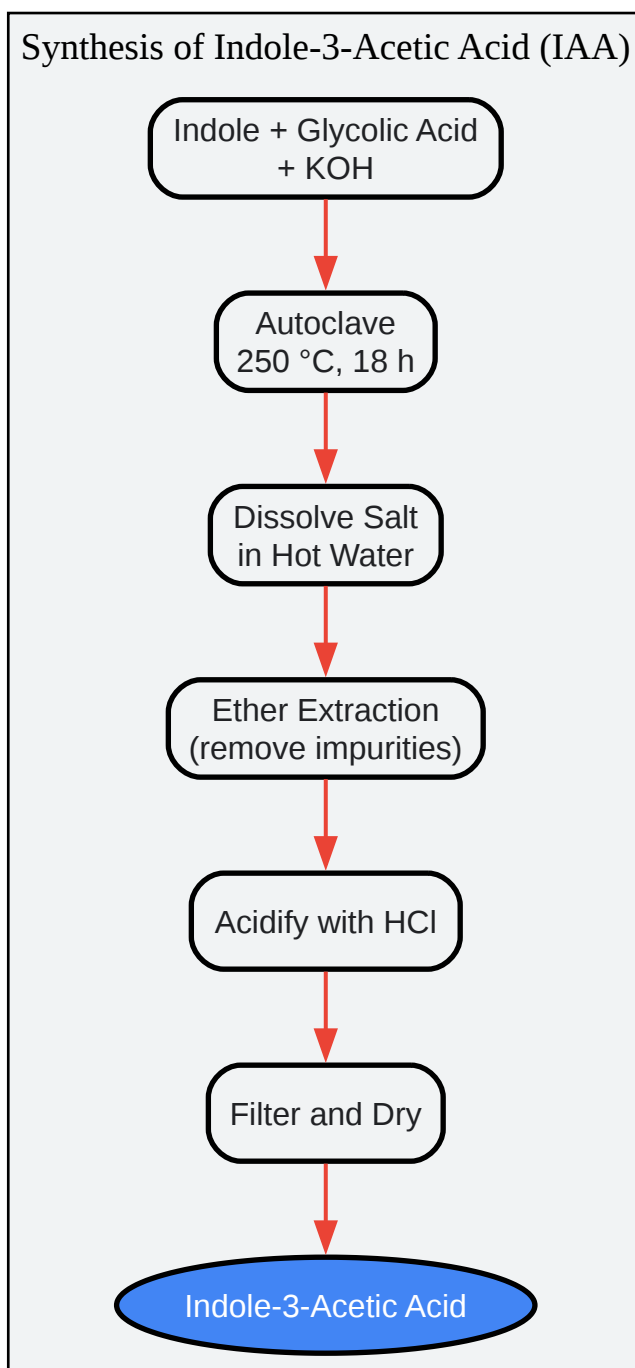 Synthesis of Indole-3-Acetic Acid (IAA)
Indole + Glycolic Acid
+ KOH
Autoclave
250 °C, 18 h
Dissolve Salt
in Hot Water
Ether Extraction
(remove impurities)
Acidify with HCl
Filter and Dry
Indole-3-Acetic Acid